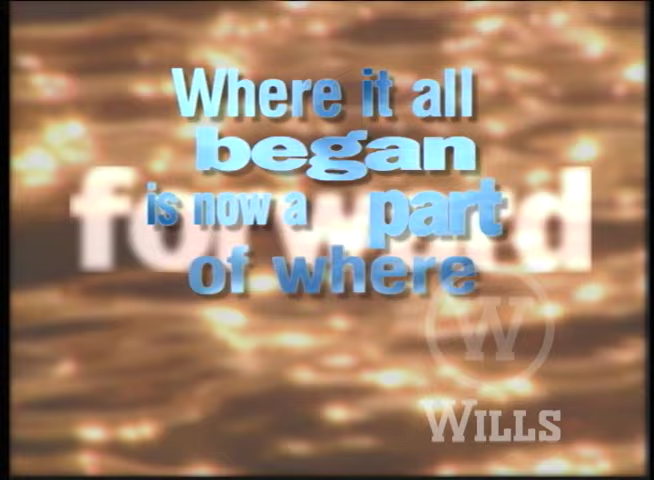 Where it all
began
is now a part
of where
forward
W
WILLS